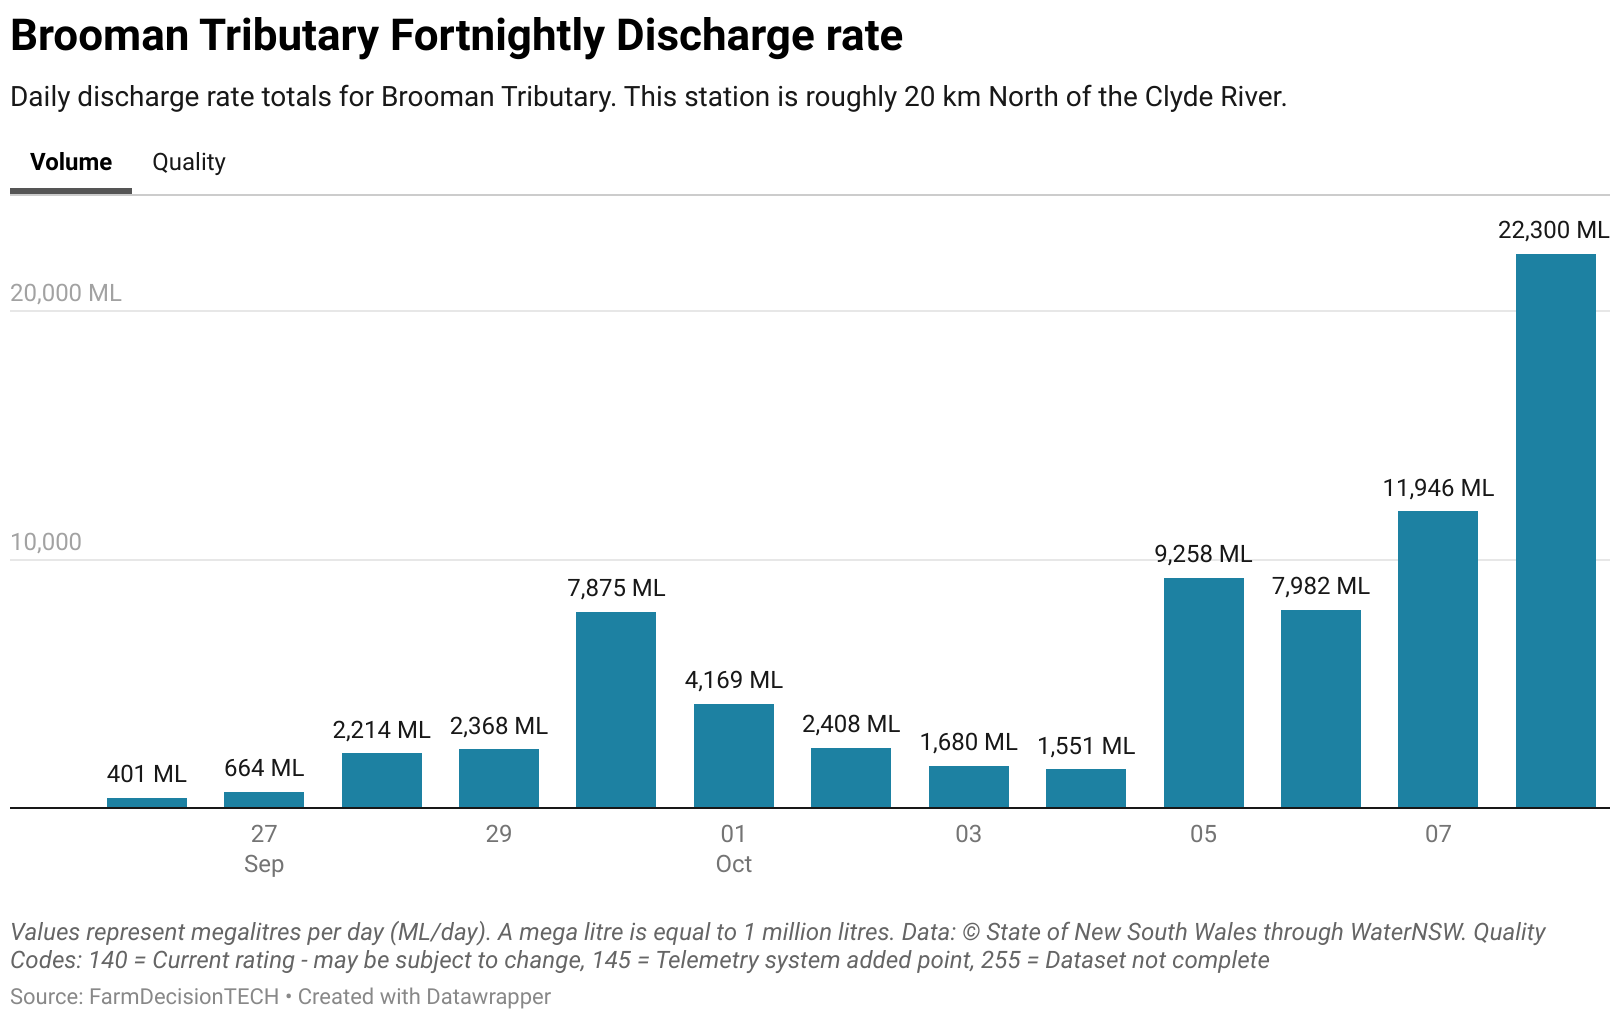 Brooman Tributary Fortnightly Discharge rate
Daily discharge rate totals for Brooman Tributary. This station is roughly 20 km North of the Clyde River.
Volume Quality
22,300 ML
20,000 ML
11,946 ML
10,000
9,258 ML
7,982 ML
7,875 ML
4,169 ML
2,408 ML
2,368 ML
2,214 ML
1,680 ML
1,551 ML
664 ML
401 ML
27 29 01 03 05 07
Sep Oct
Values represent megalitres per day (ML/day). A mega litre is equal to 1 million litres. Data: © State of New South Wales through WaterNSW. Quality
Codes: 140 = Current rating - may be subject to change, 145 = Telemetry system added point, 255 = Dataset not complete
Source: FarmDecisionTECH • Created with Datawrapper